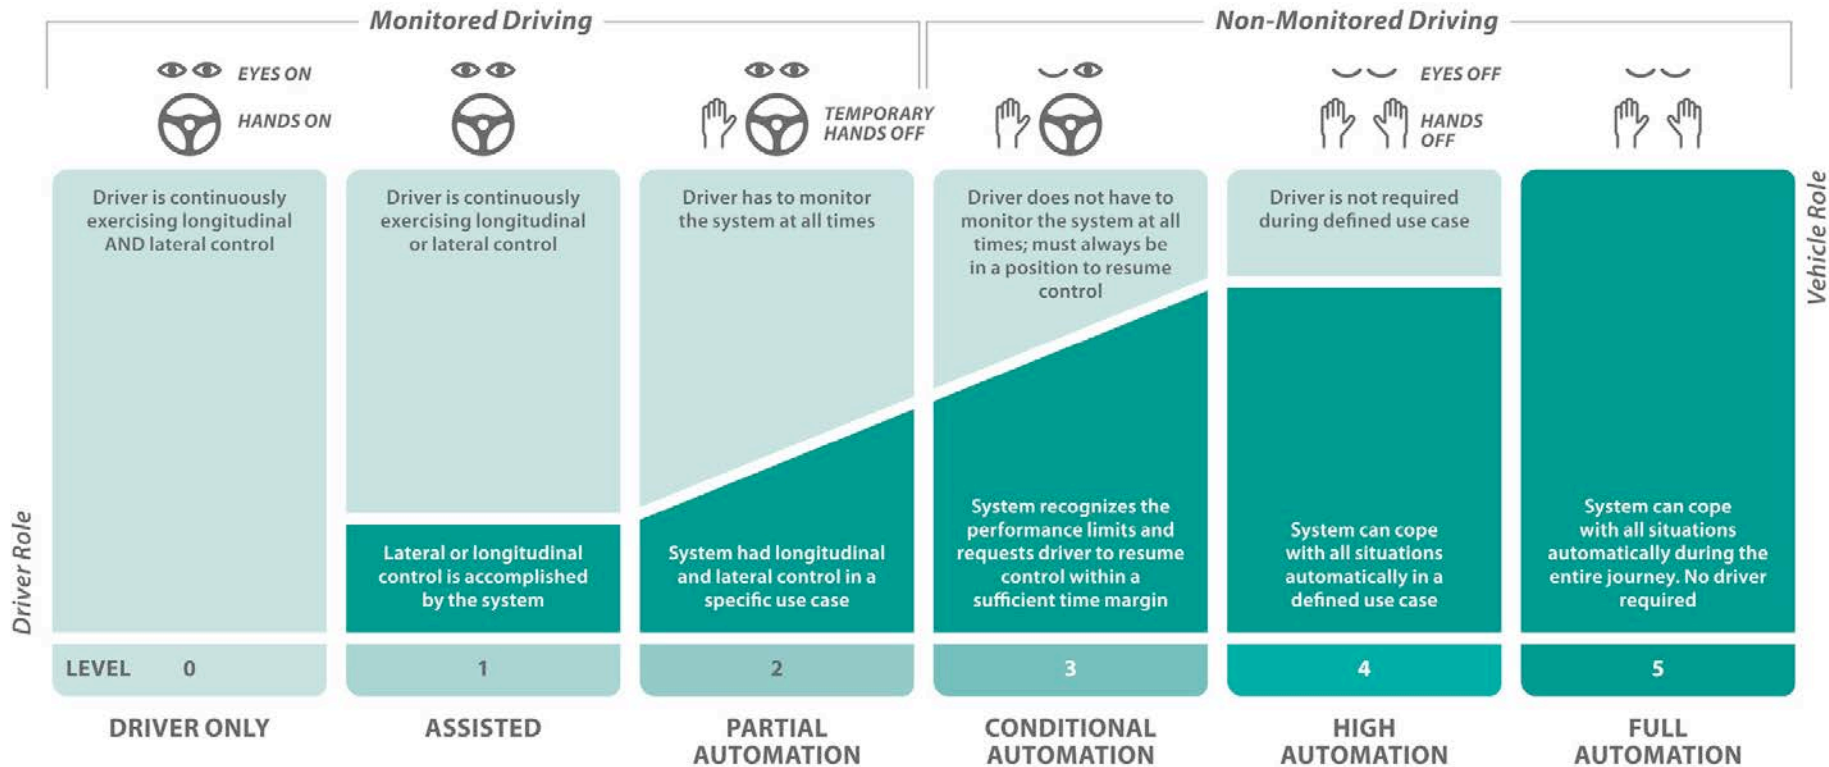 Monitored Driving
Non-Monitored Driving
EYES ON
HANDS ON
TEMPORARY
HANDS OFF
EYES OFF
HANDS
OFF
Driver is continuously
exercising longitudinal
AND lateral control
Driver is continuously
exercising longitudinal
or lateral control
Lateral or longitudinal
control is accomplished
by the system
Driver has to monitor
the system at all times
System had longitudinal
and lateral control in a
specific use case
Driver does not have to
monitor the system at all
times; must always be
in a position to resume
control
System recognizes the
performance limits and
requests driver to resume
control within a
sufficient time margin
Driver is not required
during defined use case
System can cope
with all situations
automatically in a
defined use case
System can cope
with all situations
automatically during the
entire journey. No driver
required
Driver Role
Vehicle Role
LEVEL 0
1
2
3
4
5
DRIVER ONLY
ASSISTED
PARTIAL
AUTOMATION
CONDITIONAL
AUTOMATION
HIGH
AUTOMATION
FULL
AUTOMATION